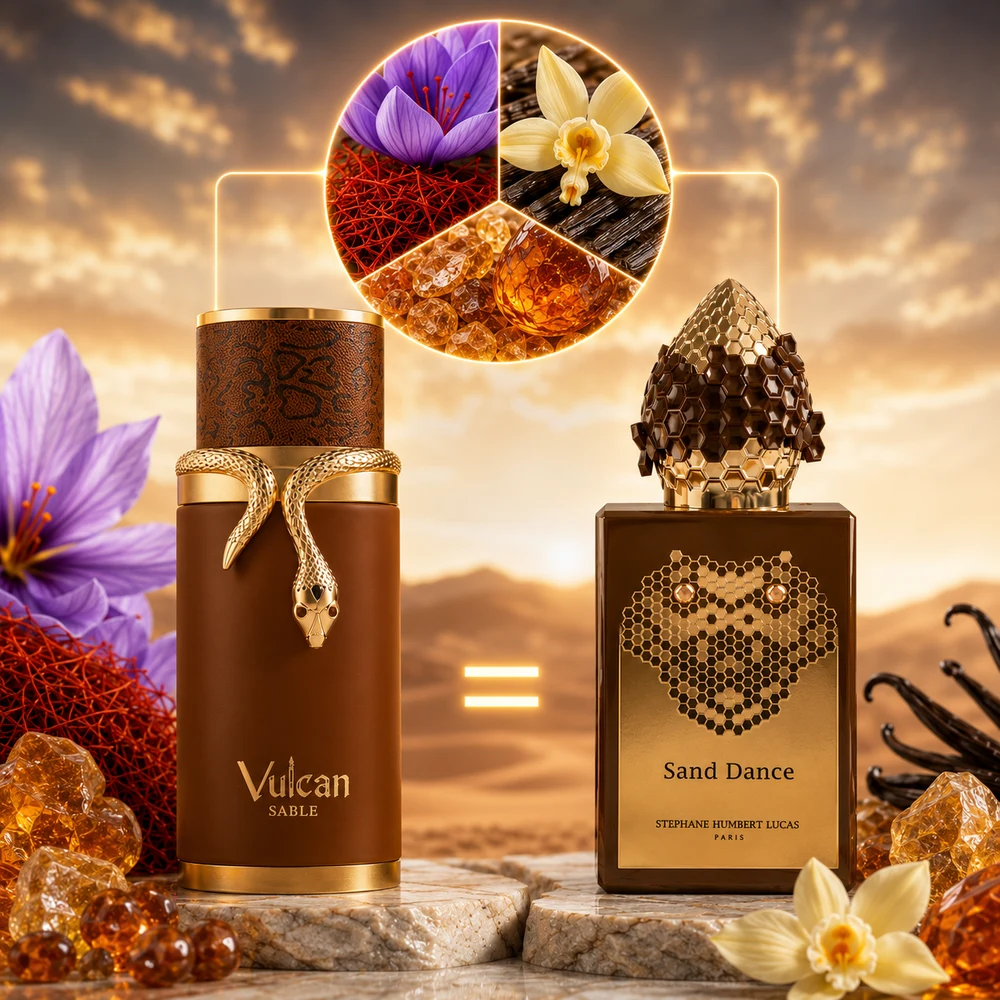 Vulcan
SABLE
=
Sand Dance
STEPHANE HUMBERT LUCAS
PARIS